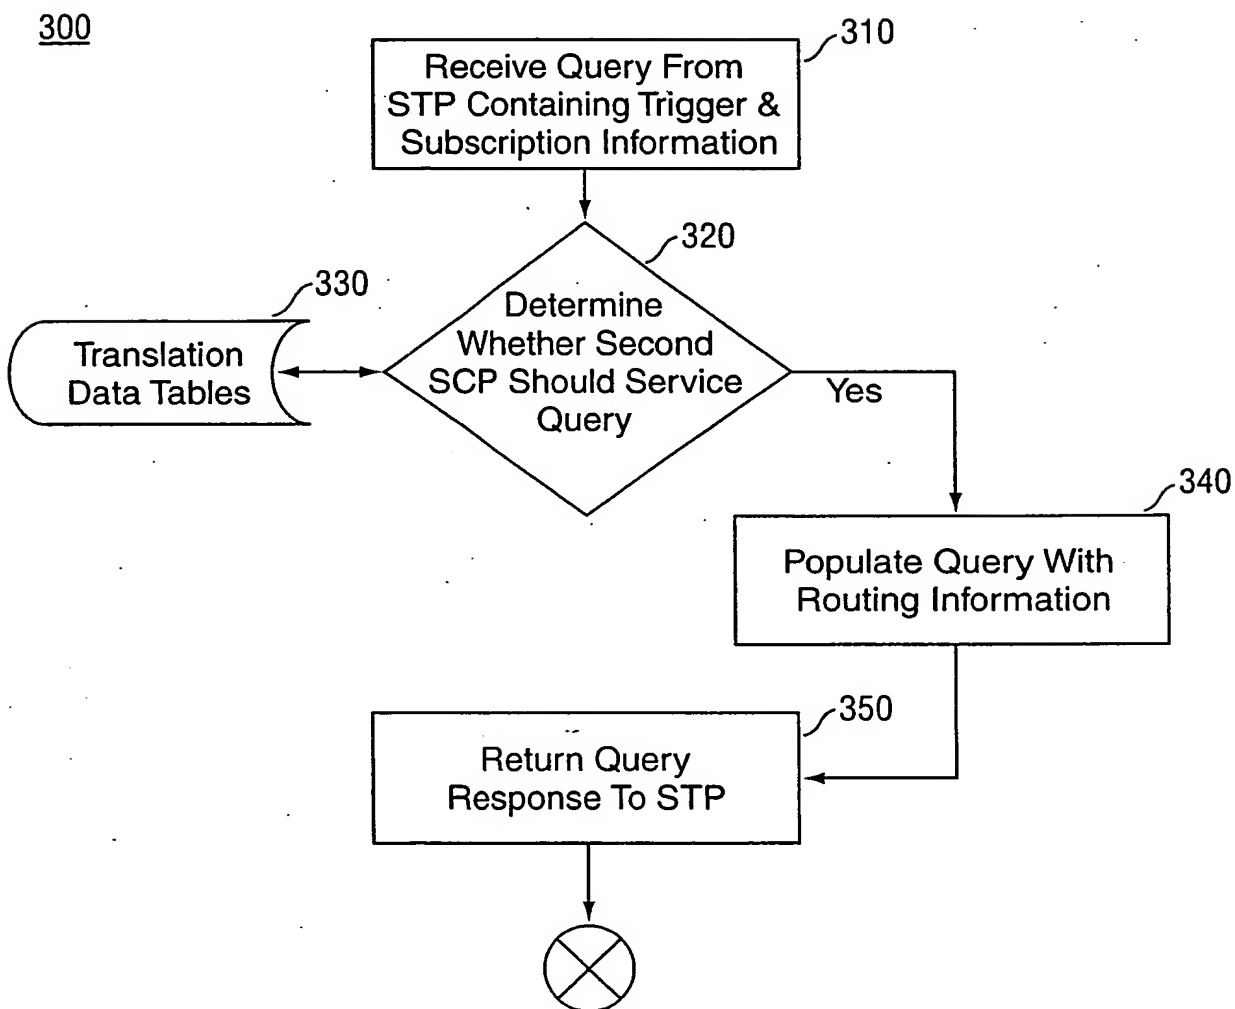 300
310
Receive Query From
STP Containing Trigger &
Subscription Information
320
330
Determine
Whether Second
SCP Should Service
Query
Translation
Data Tables
Yes
340
Populate Query With
Routing Information
350
Return Query
Response To STP